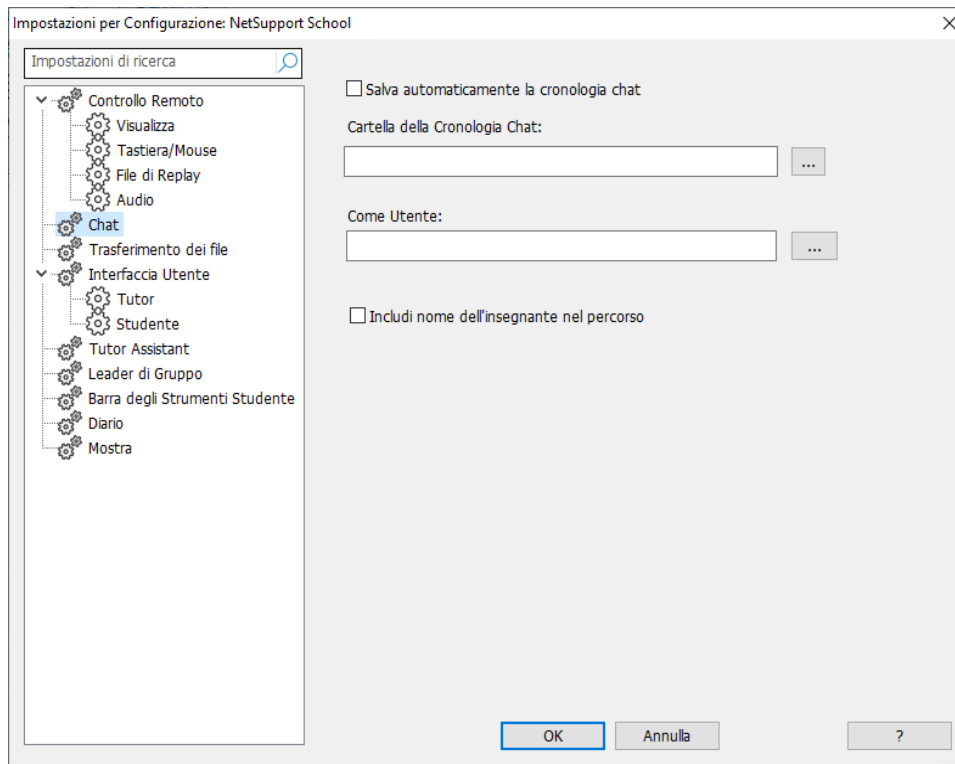 Impostazioni per Configurazione: NetSupport School
Impostazioni di ricerca
Controllo Remoto
Visualizza
Tastiera/Mouse
File di Replay
Audio
Chat
Trasferimento dei file
Interfaccia Utente
Tutor
Studente
Tutor Assistant
Leader di Gruppo
Barra degli Strumenti Studente
Diario
Mostra
Salva automaticamente la cronologia chat
Cartella della Cronologia Chat:
...
Come Utente:
...
Includi nome dell'insegnante nel percorso
OK
Annulla
?